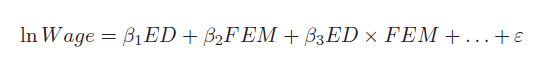 ln Wage = β₁ED + β₂FEM + β₃ED × FEM + . . . + ε